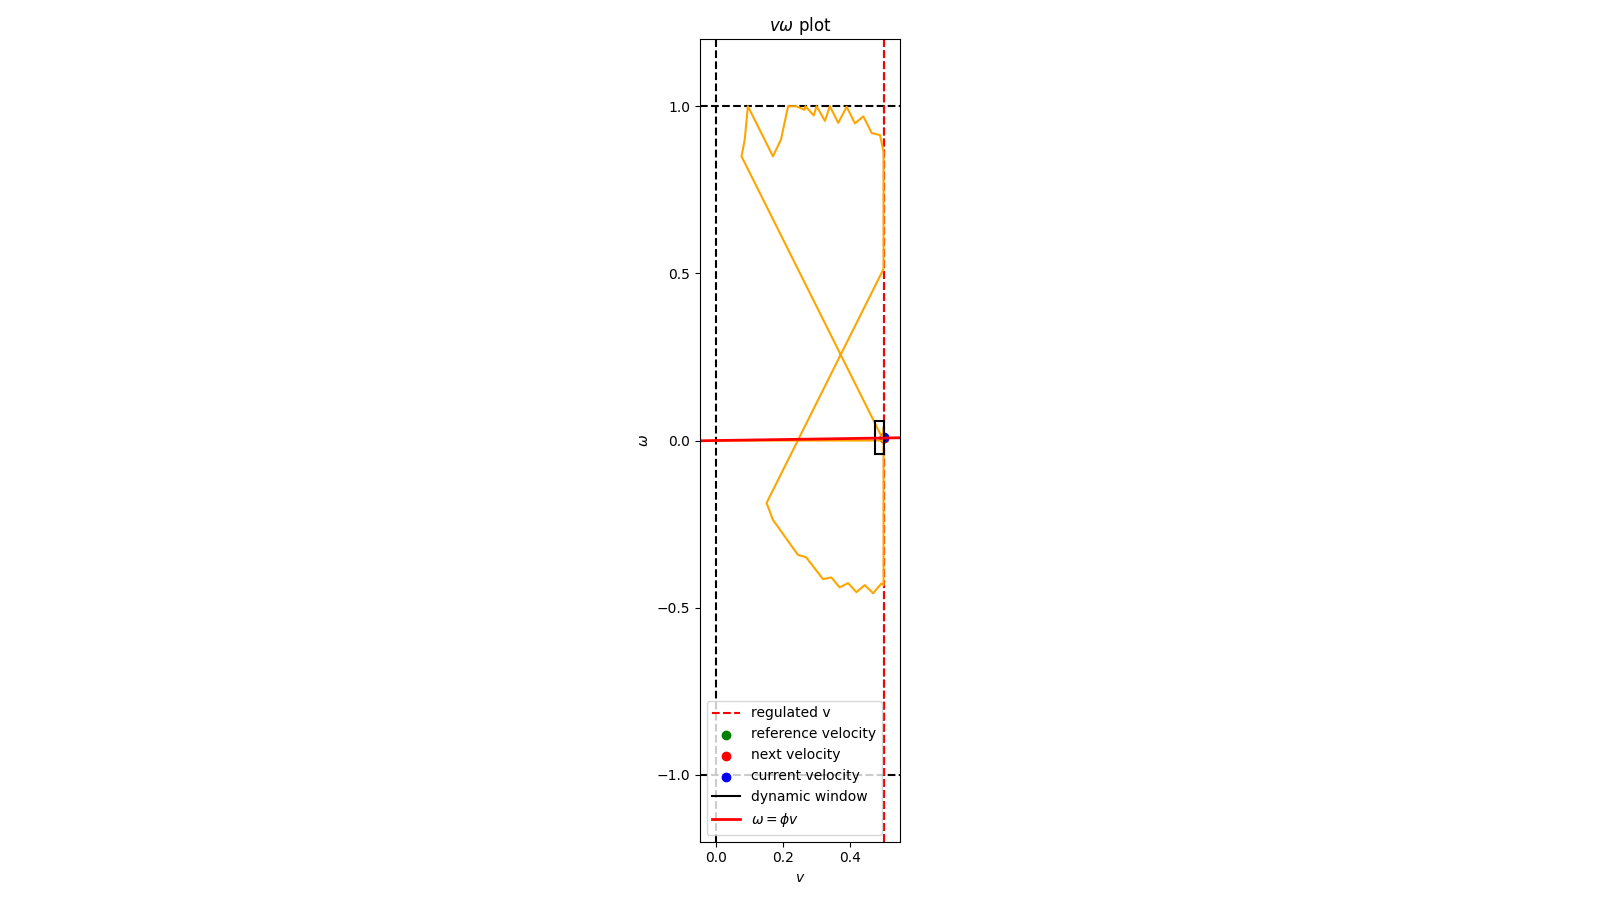 vω plot
1.0
0.5
0.0
−0.5
−1.0
ω
regulated v
reference velocity
next velocity
current velocity
dynamic window
ω = ϕv
0.0 0.2 0.4
v